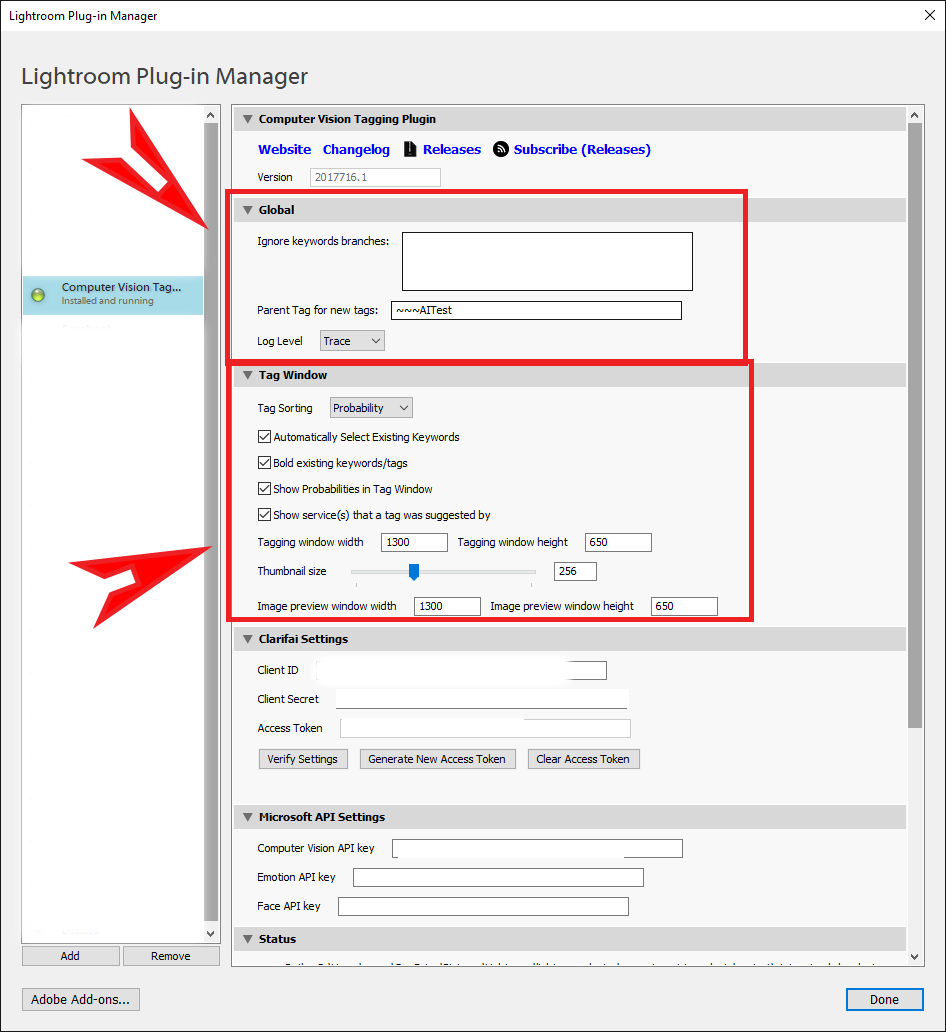 Lightroom Plug-in Manager
Lightroom Plug-in Manager
Computer Vision Tag...
Installed and running
Add Remove
Adobe Add-ons...
Computer Vision Tagging Plugin
Website Changelog Releases Subscribe (Releases)
Version 2017716.1
Global
Ignore keywords branches:
Parent Tag for new tags: ~~~AITest
Log Level Trace
Tag Window
Tag Sorting Probability
Automatically Select Existing Keywords
Bold existing keywords/tags
Show Probabilities in Tag Window
Show service(s) that a tag was suggested by
Tagging window width 1300 Tagging window height 650
Thumbnail size 256
Image preview window width 1300 Image preview window height 650
Clarifai Settings
Client ID
Client Secret
Access Token
Verify Settings Generate New Access Token Clear Access Token
Microsoft API Settings
Computer Vision API key
Emotion API key
Face API key
Status
Done